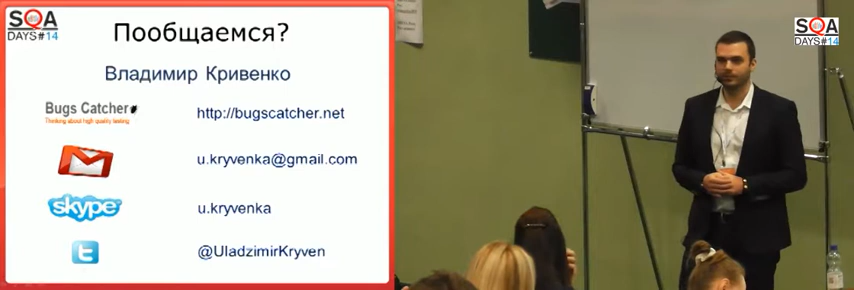 SQA
DAYS#14
Пообщаемся?
Владимир Кривенко
Bugs Catcher
Thinking about high quality testing
http://bugscatcher.net
u.kryvenka@gmail.com
skype
u.kryvenka
@UladzimirKryven
SQA
DAYS#14